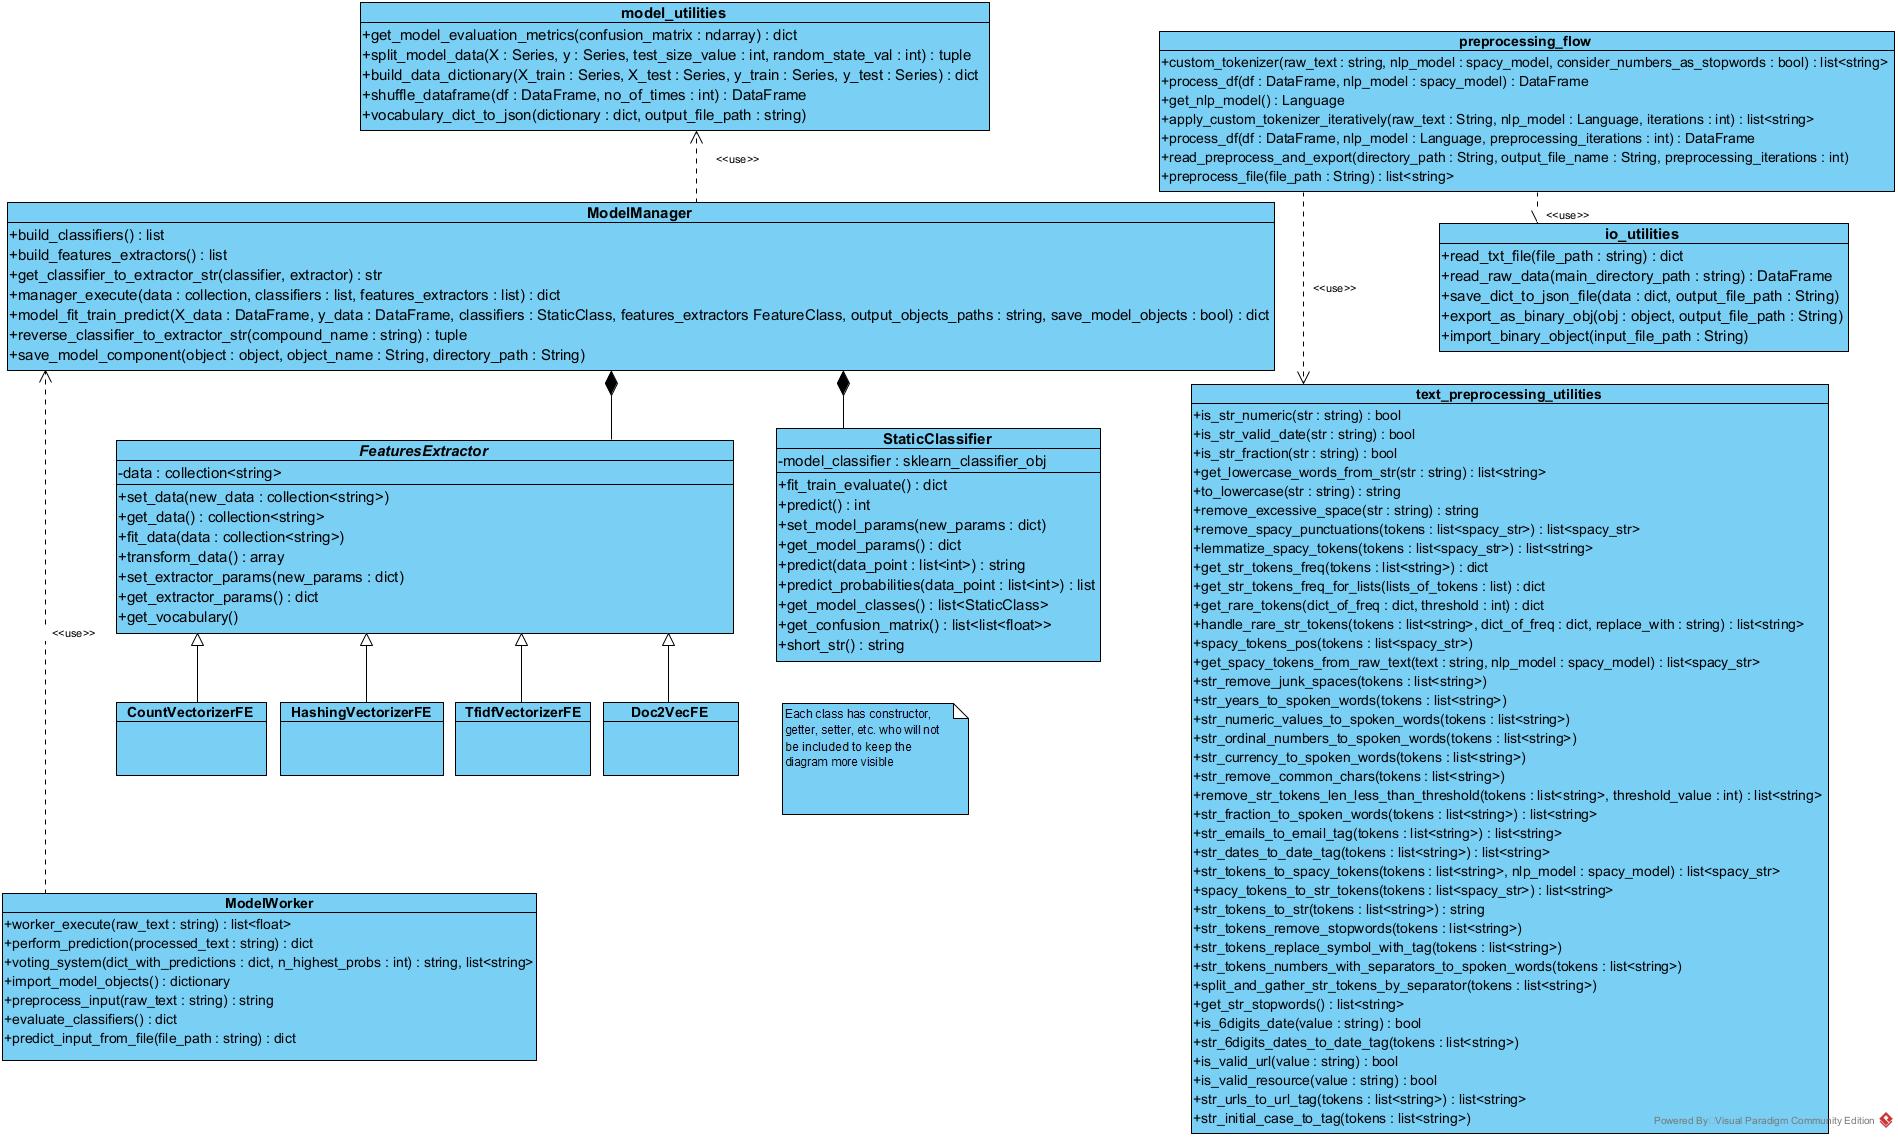 model_utilities
+get_model_evaluation_metrics(confusion_matrix : ndarray) : dict
+split_model_data(X : Series, y : Series, test_size_value : int, random_state_val : int) : tuple
+build_data_dictionary(X_train : Series, X_test : Series, y_train : Series, y_test : Series) : dict
+shuffle_dataframe(df : DataFrame, no_of_times : int) : DataFrame
+vocabulary_dict_to_json(dictionary : dict, output_file_path : string)
<<use>>
preprocessing_flow
+custom_tokenizer(raw_text : string, nlp_model : spacy_model, consider_numbers_as_stopwords : bool) : list<string>
+process_df(df : DataFrame, nlp_model : spacy_model) : DataFrame
+get_nlp_model() : Language
+apply_custom_tokenizer_iteratively(raw_text : String, nlp_model : Language, iterations : int) : list<string>
+process_df(df : DataFrame, nlp_model : Language, preprocessing_iterations : int) : DataFrame
+read_preprocess_and_export(directory_path : String, output_file_name : String, preprocessing_iterations : int)
+preprocess_file(file_path : String) : list<string>
<<use>>
<<use>>
ModelManager
+build_classifiers() : list
+build_features_extractors() : list
+get_classifier_to_extractor_str(classifier, extractor) : str
+manager_execute(data : collection, classifiers : list, features_extractors : list) : dict
+model_fit_train_predict(X_data : DataFrame, y_data : DataFrame, classifiers : StaticClass, features_extractors FeatureClass, output_objects_paths : string, save_model_objects : bool) : dict
+reverse_classifier_to_extractor_str(compound_name : string) : tuple
+save_model_component(object : object, object_name : String, directory_path : String)
io_utilities
+read_txt_file(file_path : string) : dict
+read_raw_data(main_directory_path : string) : DataFrame
+save_dict_to_json_file(data : dict, output_file_path : String)
+export_as_binary_obj(obj : object, output_file_path : String)
+import_binary_object(input_file_path : String)
FeaturesExtractor
-data : collection<string>
+set_data(new_data : collection<string>)
+get_data() : collection<string>
+fit_data(data : collection<string>)
+transform_data() : array
+set_extractor_params(new_params : dict)
+get_extractor_params() : dict
+get_vocabulary()
StaticClassifier
-model_classifier : sklearn_classifier_obj
+fit_train_evaluate() : dict
+predict() : int
+set_model_params(new_params : dict)
+get_model_params() : dict
+predict(data_point : list<int>) : string
+predict_probabilities(data_point : list<int>) : list
+get_model_classes() : list<StaticClass>
+get_confusion_matrix() : list<list<float>>
+short_str() : string
<<use>>
CountVectorizerFE
HashingVectorizerFE
TfidfVectorizerFE
Doc2VecFE
Each class has constructor,
getter, setter, etc. who will not
be included to keep the
diagram more visible
ModelWorker
+worker_execute(raw_text : string) : list<float>
+perform_prediction(processed_text : string) : dict
+voting_system(dict_with_predictions : dict, n_highest_probs : int) : string, list<string>
+import_model_objects() : dictionary
+preprocess_input(raw_text : string) : string
+evaluate_classifiers() : dict
+predict_input_from_file(file_path : string) : dict
text_preprocessing_utilities
+is_str_numeric(str : string) : bool
+is_str_valid_date(str : string) : bool
+is_str_fraction(str : string) : bool
+get_lowercase_words_from_str(str : string) : list<string>
+to_lowercase(str : string) : string
+remove_excessive_space(str : string) : string
+remove_spacy_punctuations(tokens : list<spacy_str>) : list<spacy_str>
+lemmatize_spacy_tokens(tokens : list<spacy_str>) : list<string>
+get_str_tokens_freq(tokens : list<string>) : dict
+get_str_tokens_freq_for_lists(lists_of_tokens : list) : dict
+get_rare_tokens(dict_of_freq : dict, threshold : int) : dict
+handle_rare_str_tokens(tokens : list<string>, dict_of_freq : dict, replace_with : string) : list<string>
+spacy_tokens_pos(tokens : list<spacy_str>)
+get_spacy_tokens_from_raw_text(text : string, nlp_model : spacy_model) : list<spacy_str>
+str_remove_junk_spaces(tokens : list<string>)
+str_years_to_spoken_words(tokens : list<string>)
+str_numeric_values_to_spoken_words(tokens : list<string>)
+str_ordinal_numbers_to_spoken_words(tokens : list<string>)
+str_currency_to_spoken_words(tokens : list<string>)
+str_remove_common_chars(tokens : list<string>)
+remove_str_tokens_len_less_than_threshold(tokens : list<string>, threshold_value : int) : list<string>
+str_fraction_to_spoken_words(tokens : list<string>) : list<string>
+str_emails_to_email_tag(tokens : list<string>) : list<string>
+str_dates_to_date_tag(tokens : list<string>) : list<string>
+str_tokens_to_spacy_tokens(tokens : list<string>, nlp_model : spacy_model) : list<spacy_str>
+spacy_tokens_to_str_tokens(tokens : list<spacy_str>) : list<string>
+str_tokens_to_str(tokens : list<string>) : string
+str_tokens_remove_stopwords(tokens : list<string>)
+str_tokens_replace_symbol_with_tag(tokens : list<string>)
+str_tokens_numbers_with_separators_to_spoken_words(tokens : list<string>)
+split_and_gather_str_tokens_by_separator(tokens : list<string>)
+get_str_stopwords() : list<string>
+is_6digits_date(value : string) : bool
+str_6digits_dates_to_date_tag(tokens : list<string>)
+is_valid_url(value : string) : bool
+is_valid_resource(value : string) : bool
+str_urls_to_url_tag(tokens : list<string>) : list<string>
+str_initial_case_to_tag(tokens : list<string>)
Powered By Visual Paradigm Community Edition